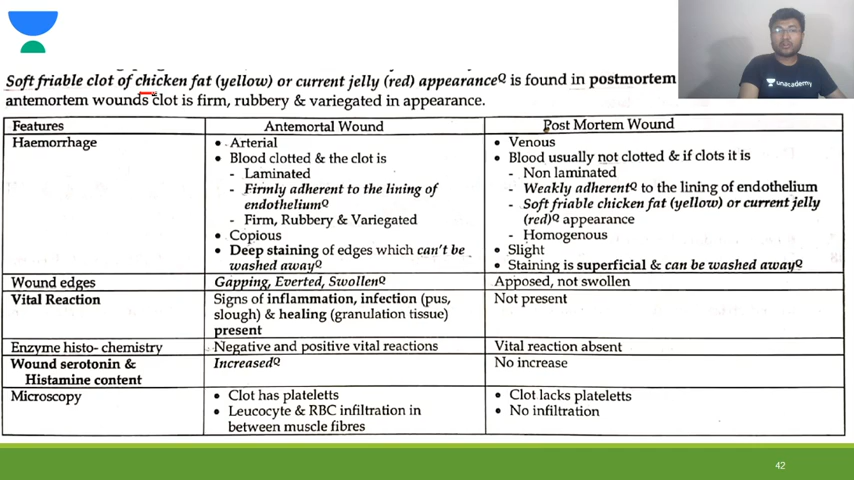 unacademy
Soft friable clot of chicken fat (yellow) or current jelly (red) appearanceQ is found in postmortem
antemortem wounds clot is firm, rubbery & variegated in appearance.
Features Antemortal Wound Post Mortem Wound
Haemorrhage
• Arterial
• Blood clotted & the clot is
- Laminated
- Firmly adherent to the lining of
endotheliumQ
- Firm, Rubbery & Variegated
• Copious
• Deep staining of edges which can't be
washed awayQ
• Venous
• Blood usually not clotted & if clots it is
- Non laminated
- Weakly adherentQ to the lining of endothelium
- Soft friable chicken fat (yellow) or current jelly
(red)Q appearance
- Homogenous
• Slight
• Staining is superficial & can be washed awayQ
Wound edges Gapping, Everted, SwollenQ Apposed, not swollen
Vital Reaction Signs of inflammation, infection (pus, Not present
slough) & healing (granulation tissue)
present
Enzyme histo- chemistry Negative and positive vital reactions Vital reaction absent
Wound serotonin & IncreasedQ No increase
Histamine content
Microscopy
• Clot has plateletts
• Leucocyte & RBC infiltration in
between muscle fibres
• Clot lacks plateletts
• No infiltration
42